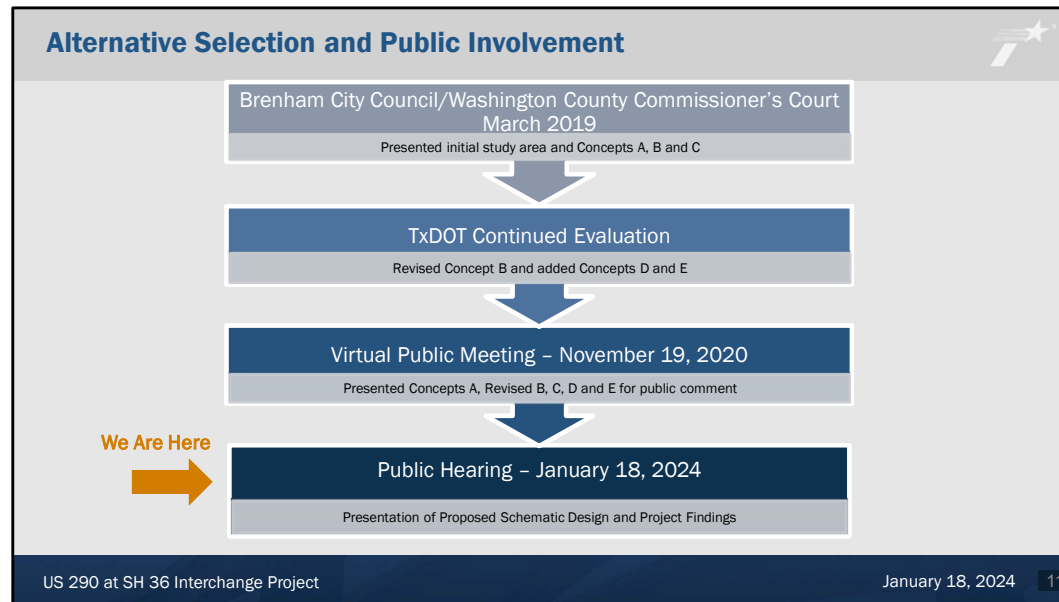 Alternative Selection and Public Involvement
Brenham City Council/Washington County Commissioner's Court
March 2019
Presented initial study area and Concepts A, B and C
TxDOT Continued Evaluation
Revised Concept B and added Concepts D and E
Virtual Public Meeting – November 19, 2020
Presented Concepts A, Revised B, C, D and E for public comment
We Are Here
Public Hearing – January 18, 2024
Presentation of Proposed Schematic Design and Project Findings
US 290 at SH 36 Interchange Project
January 18, 2024 11